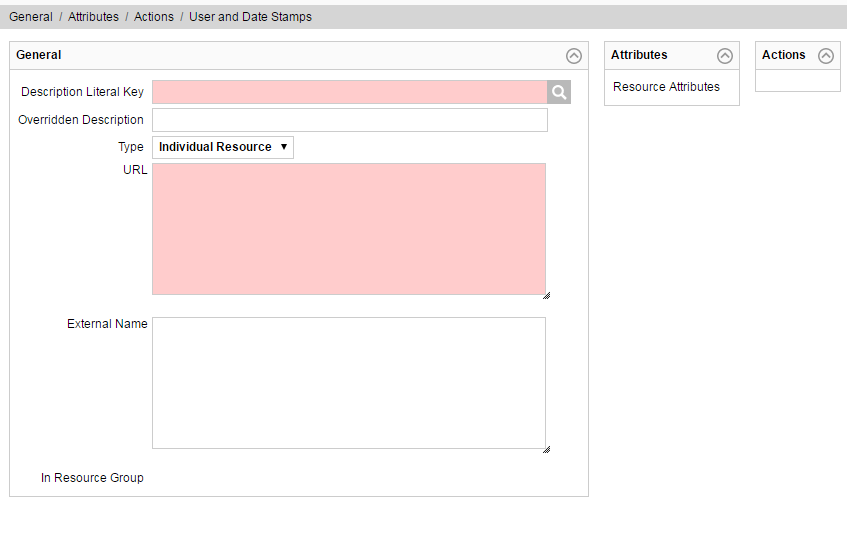 General / Attributes / Actions / User and Date Stamps
General
Description Literal Key
Overridden Description
Type Individual Resource
URL
External Name
In Resource Group
Attributes
Resource Attributes
Actions